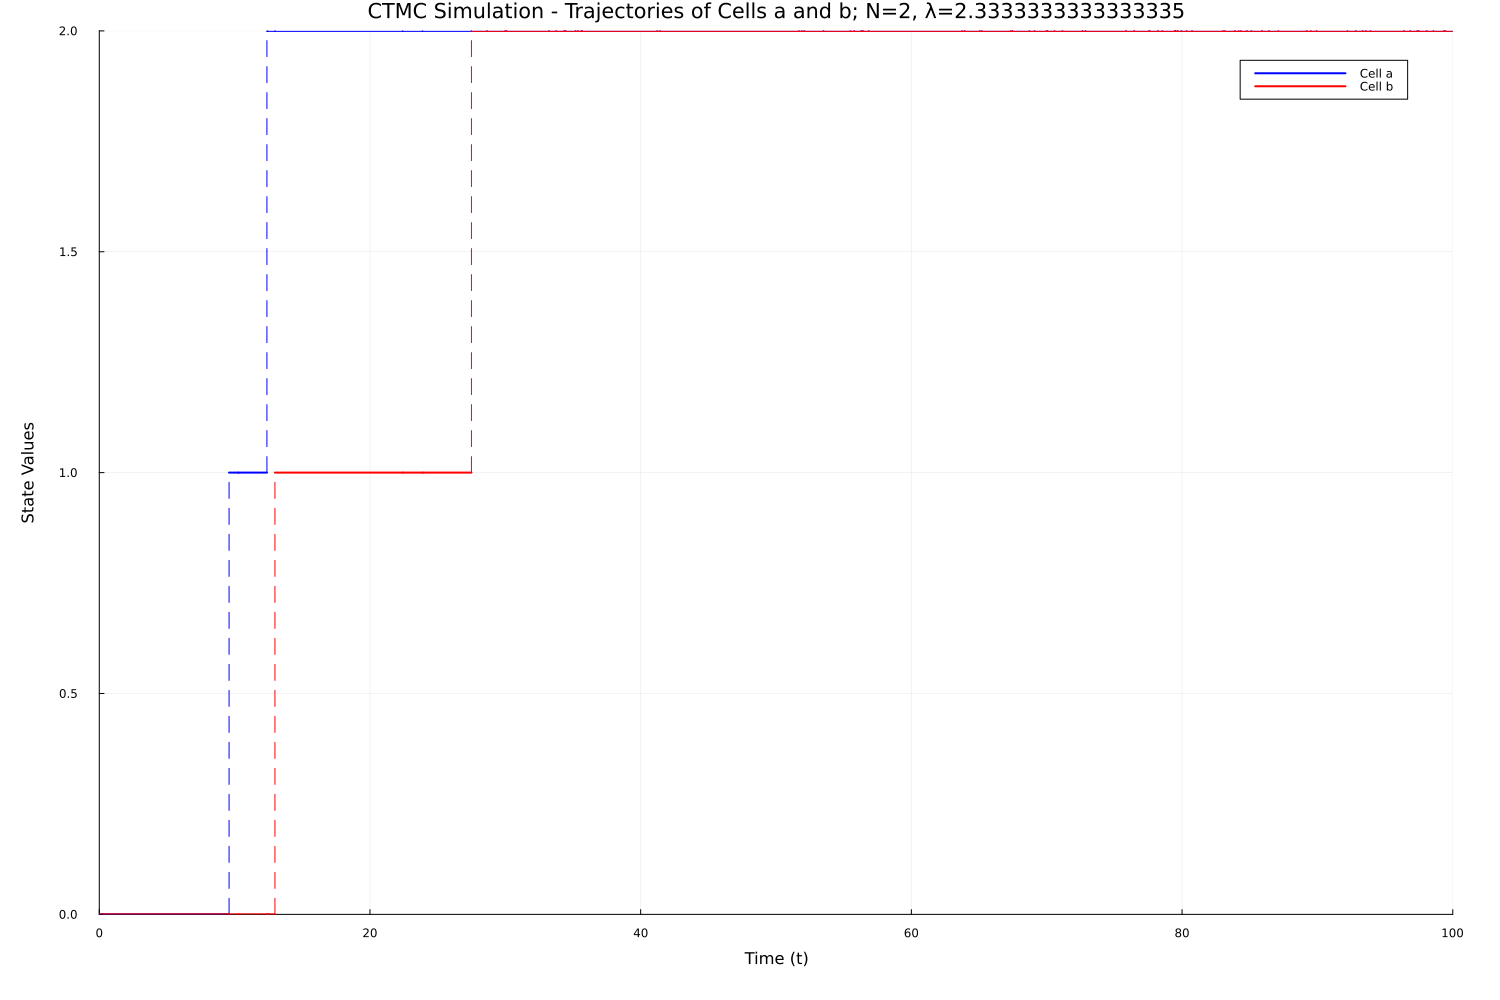 CTMC Simulation - Trajectories of Cells a and b; N=2, λ=2.3333333333333335
2.0
Cell a
Cell b
1.5
1.0
State Values
0.5
0.0
0 20 40 60 80 100
Time (t)